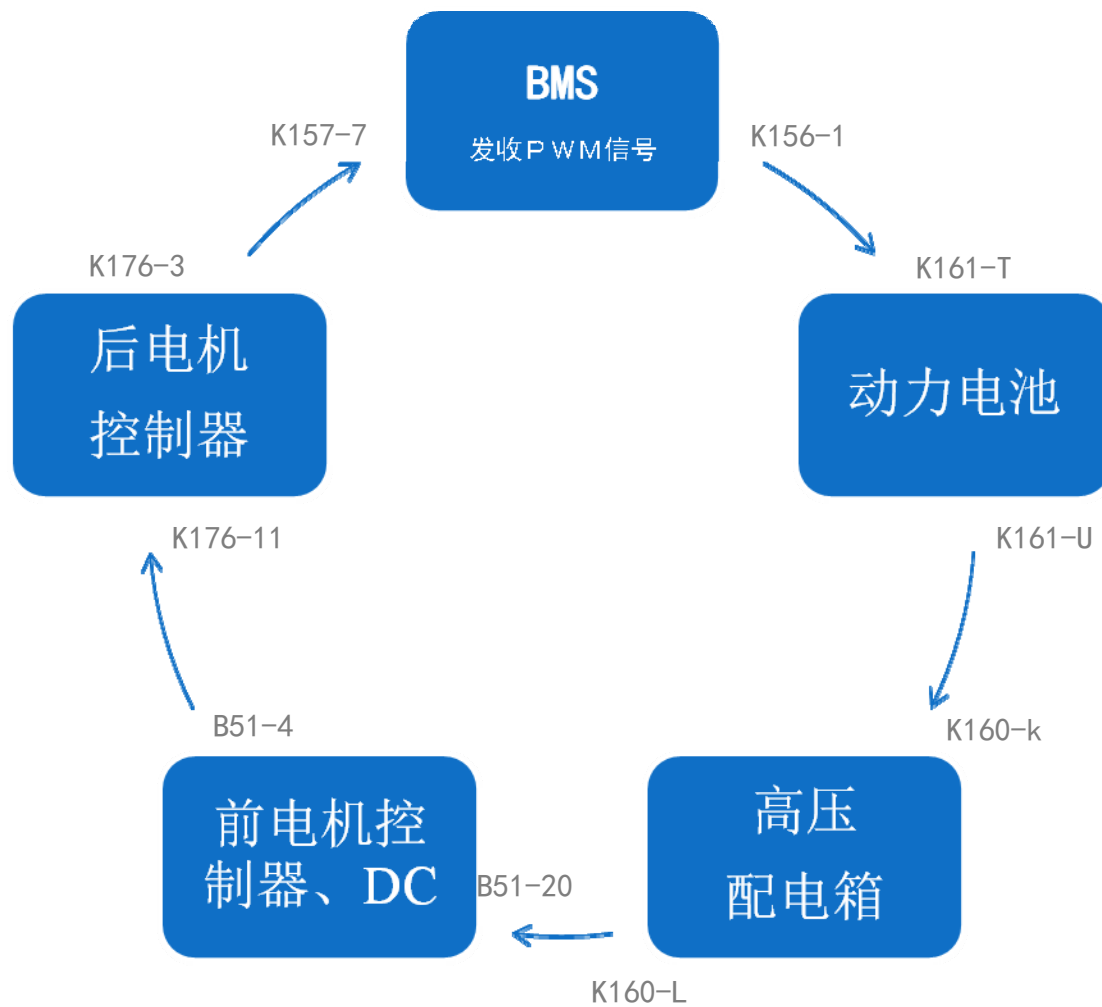 BMS
发收PWM信号
K157-7
K156-1
K176-3
K161-T
后电机
控制器
动力电池
K176-11
K161-U
B51-4
K160-k
前电机控
制器、DC
高压
配电箱
B51-20
K160-L